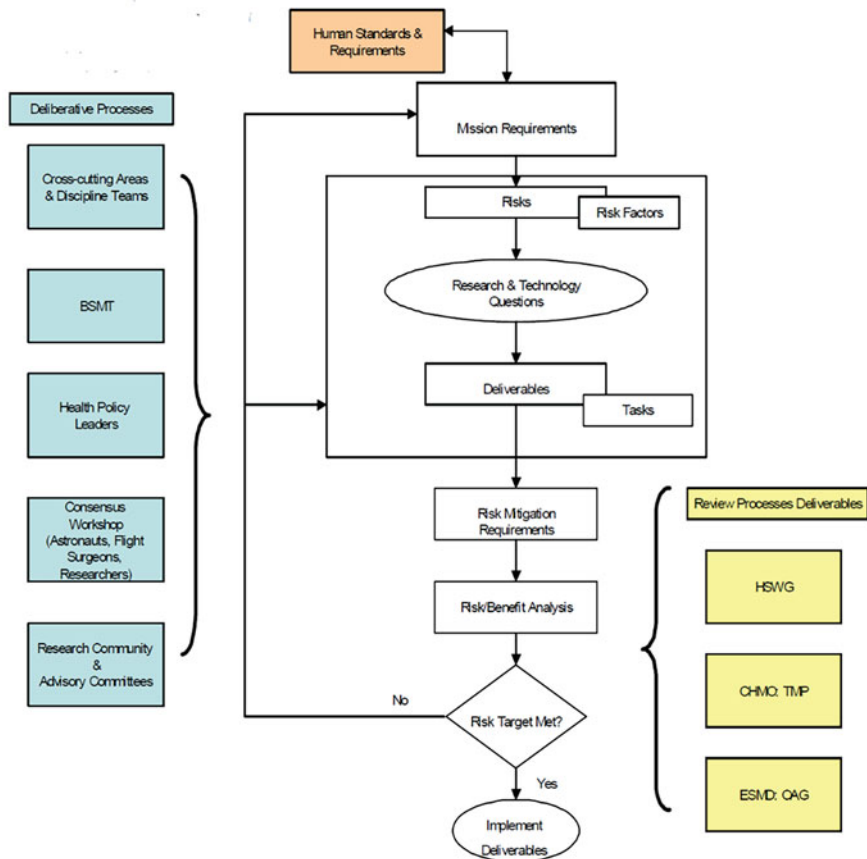 Human Standards &
Requirements
Deliberative Processes
Mission Requirements
Cross-cutting Areas
& Discipline Teams
Risks
Risk Factors
BSMT
Research & Technology
Questions
Health Policy
Leaders
Deliverables
Tasks
Consensus
Workshop
(Astronauts, Flight
Surgeons,
Researchers)
Risk Mitigation
Requirements
Review Processes Deliverables
HSWG
Risk/Benefit Analysis
Research Community
&
Advisory Committees
CHMO: TMP
No
Risk Target Met?
Yes
ESMD: OAG
Implement
Deliverables